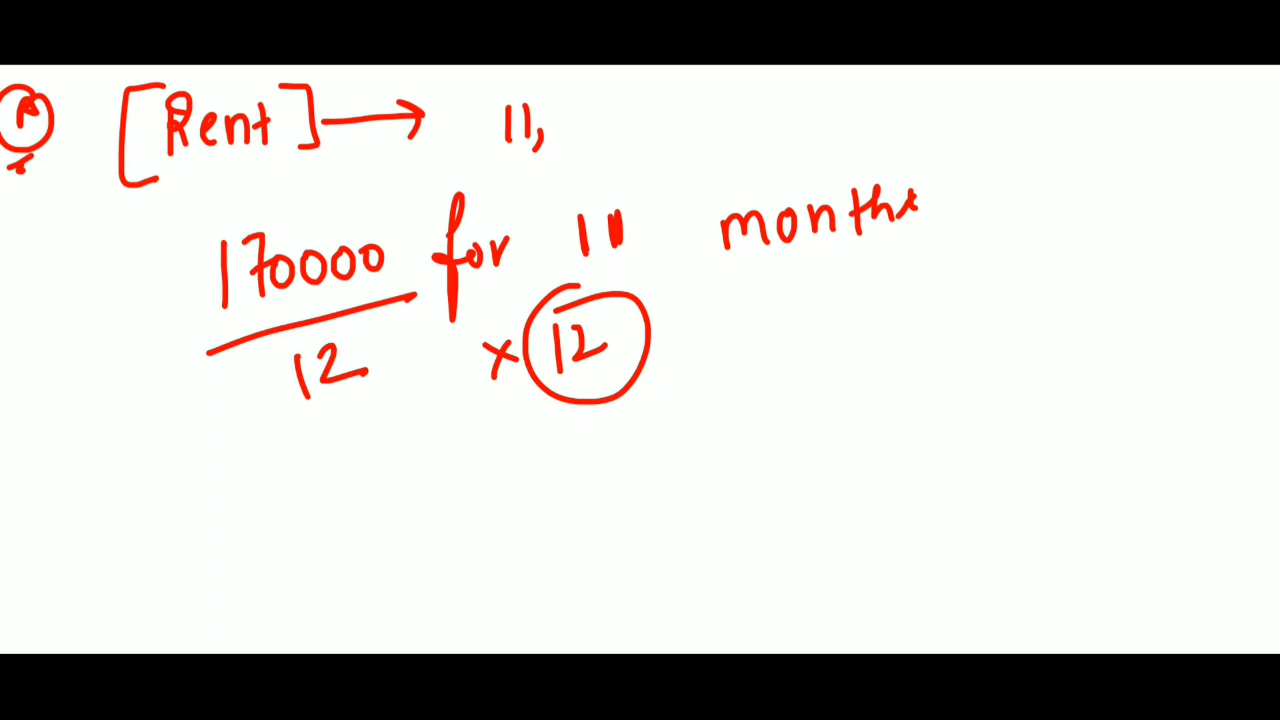 [Rent] → 11,
170000 for 11 months
12 × 12